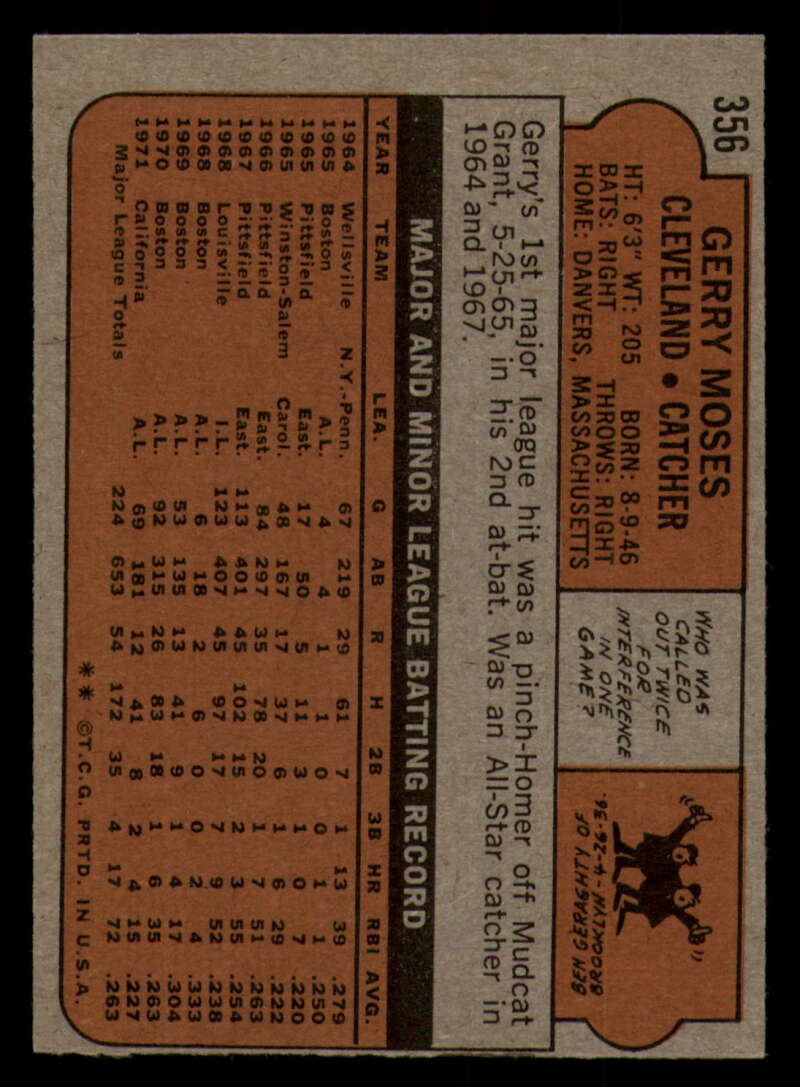 356
GERRY MOSES
CLEVELAND • CATCHER
HT: 6'3" WT: 205 BORN: 8-9-46
BATS: RIGHT THROWS: RIGHT
HOME: DANVERS, MASSACHUSETTS
WHO WAS
CALLED
OUT TWICE
FOR
INTERFERENCE
IN ONE
GAME?
BEN GERAGHTY OF
BROOKLYN - 4-26-36.
Gerry's 1st major league hit was a pinch-Homer off Mudcat
Grant, 5-25-65, in his 2nd at-bat. Was an All-Star catcher in
1964 and 1967.
MAJOR AND MINOR LEAGUE BATTING RECORD
YEAR TEAM LEA. G AB R H 2B 3B HR RBI AVG.
1964 Wellsville N.Y.-Penn. 67 219 29 61 7 1 13 39 .279
1965 Boston A.L. 4 4 1 1 0 0 1 1 .250
1965 Pittsfield East. 17 50 5 11 3 1 0 7 .220
1965 Winston-Salem Carol. 48 167 17 37 6 1 6 29 .222
1966 Pittsfield East. 84 297 35 78 20 1 7 51 .263
1967 Pittsfield East. 113 401 45 102 15 2 3 55 .254
1968 Louisville I.L. 123 407 45 97 17 7 9 52 .238
1968 Boston A.L. 6 18 2 6 0 0 2 4 .333
1969 Boston A.L. 53 135 13 41 9 1 4 17 .304
1970 Boston A.L. 92 315 26 83 18 1 6 35 .263
1971 California A.L. 69 181 12 41 8 2 4 15 .227
Major League Totals 224 653 54 172 35 4 17 72 .263
** ©T.C.G. PRTD. IN U.S.A.